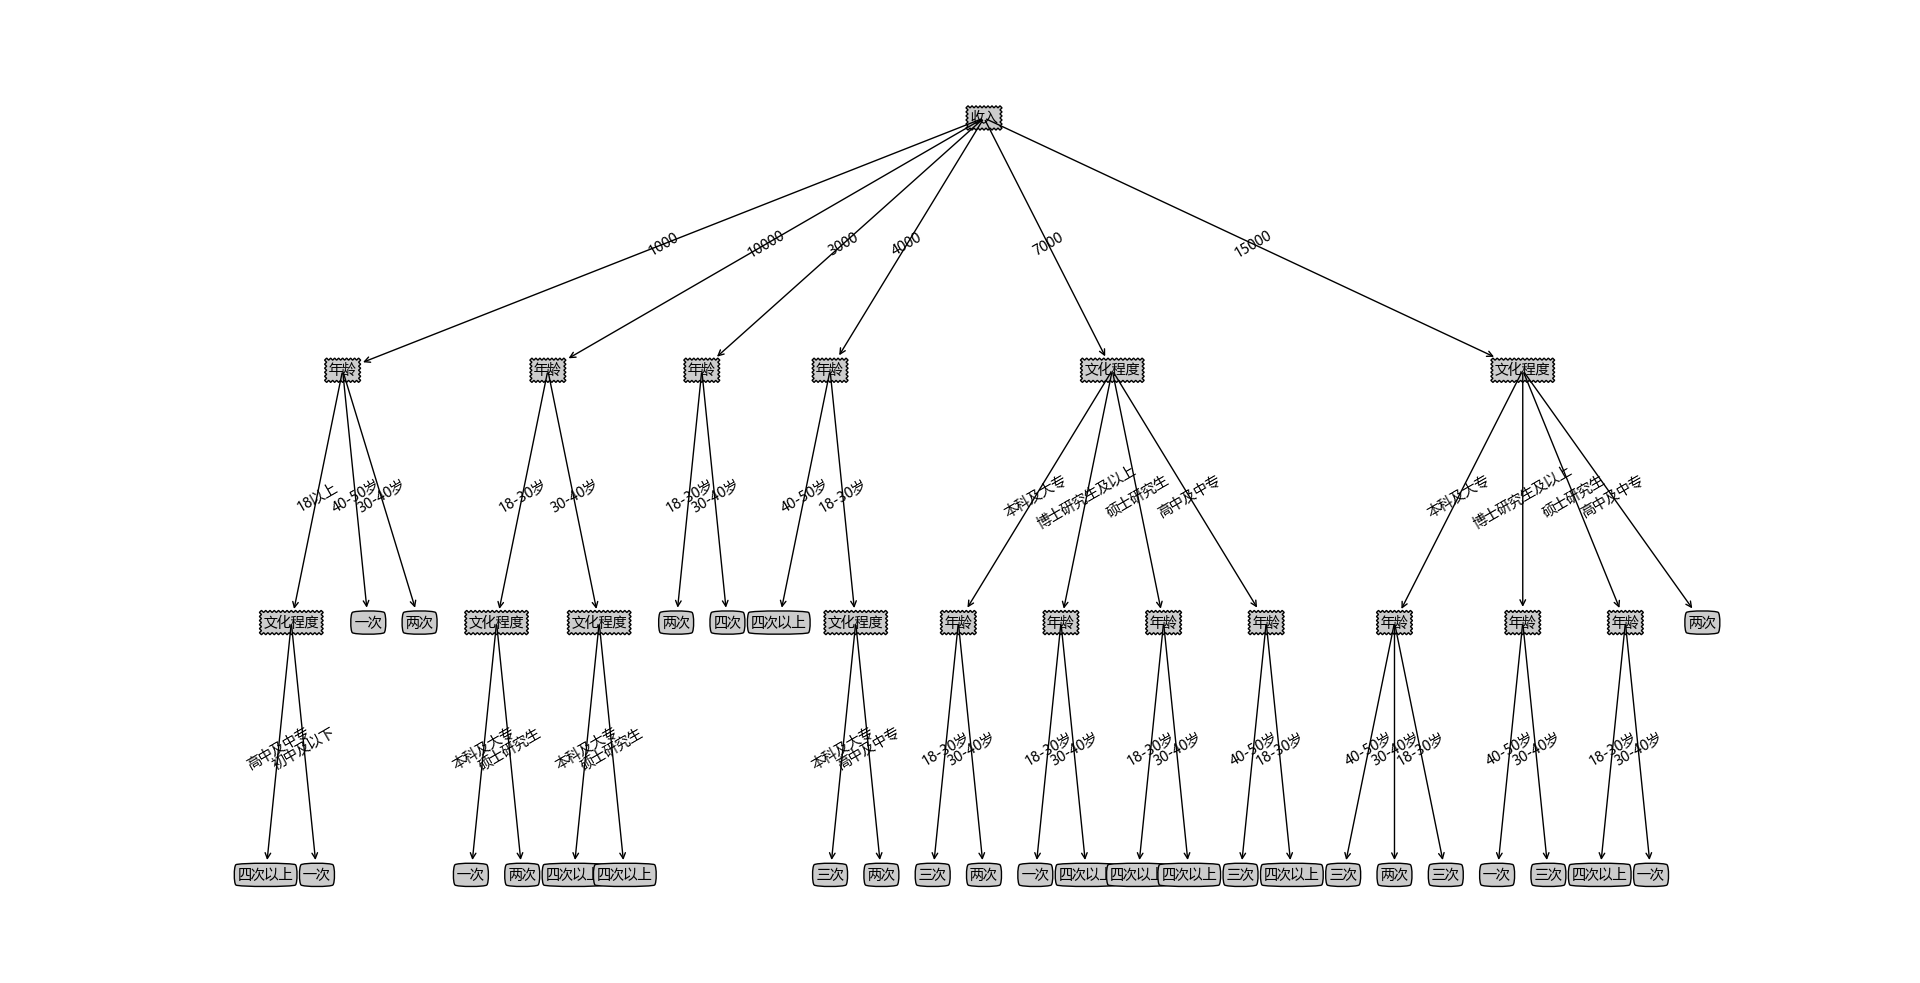 收入
1000
10000
3000
4000
7000
15000
年龄
年龄
年龄
年龄
文化程度
文化程度
18以上
40-50岁
30-40岁
18-30岁
30-40岁
18-30岁
30-40岁
40-50岁
18-30岁
本科及大专
博士研究生及以上
硕士研究生
高中及中专
本科及大专
博士研究生及以上
硕士研究生
高中及中专
文化程度
一次
两次
文化程度
文化程度
两次
四次
四次以上
文化程度
年龄
年龄
年龄
年龄
年龄
年龄
年龄
两次
高中及中专
初中及以下
本科及大专
硕士研究生
本科及大专
硕士研究生
本科及大专
高中及中专
18-30岁
30-40岁
18-30岁
30-40岁
18-30岁
30-40岁
40-50岁
18-30岁
40-50岁
30-40岁
18-30岁
40-50岁
30-40岁
18-30岁
30-40岁
四次以上
一次
一次
两次
四次以上
四次以上
三次
两次
三次
两次
一次
四次以上
四次以上
四次以上
三次
四次以上
三次
两次
三次
一次
三次
四次以上
一次